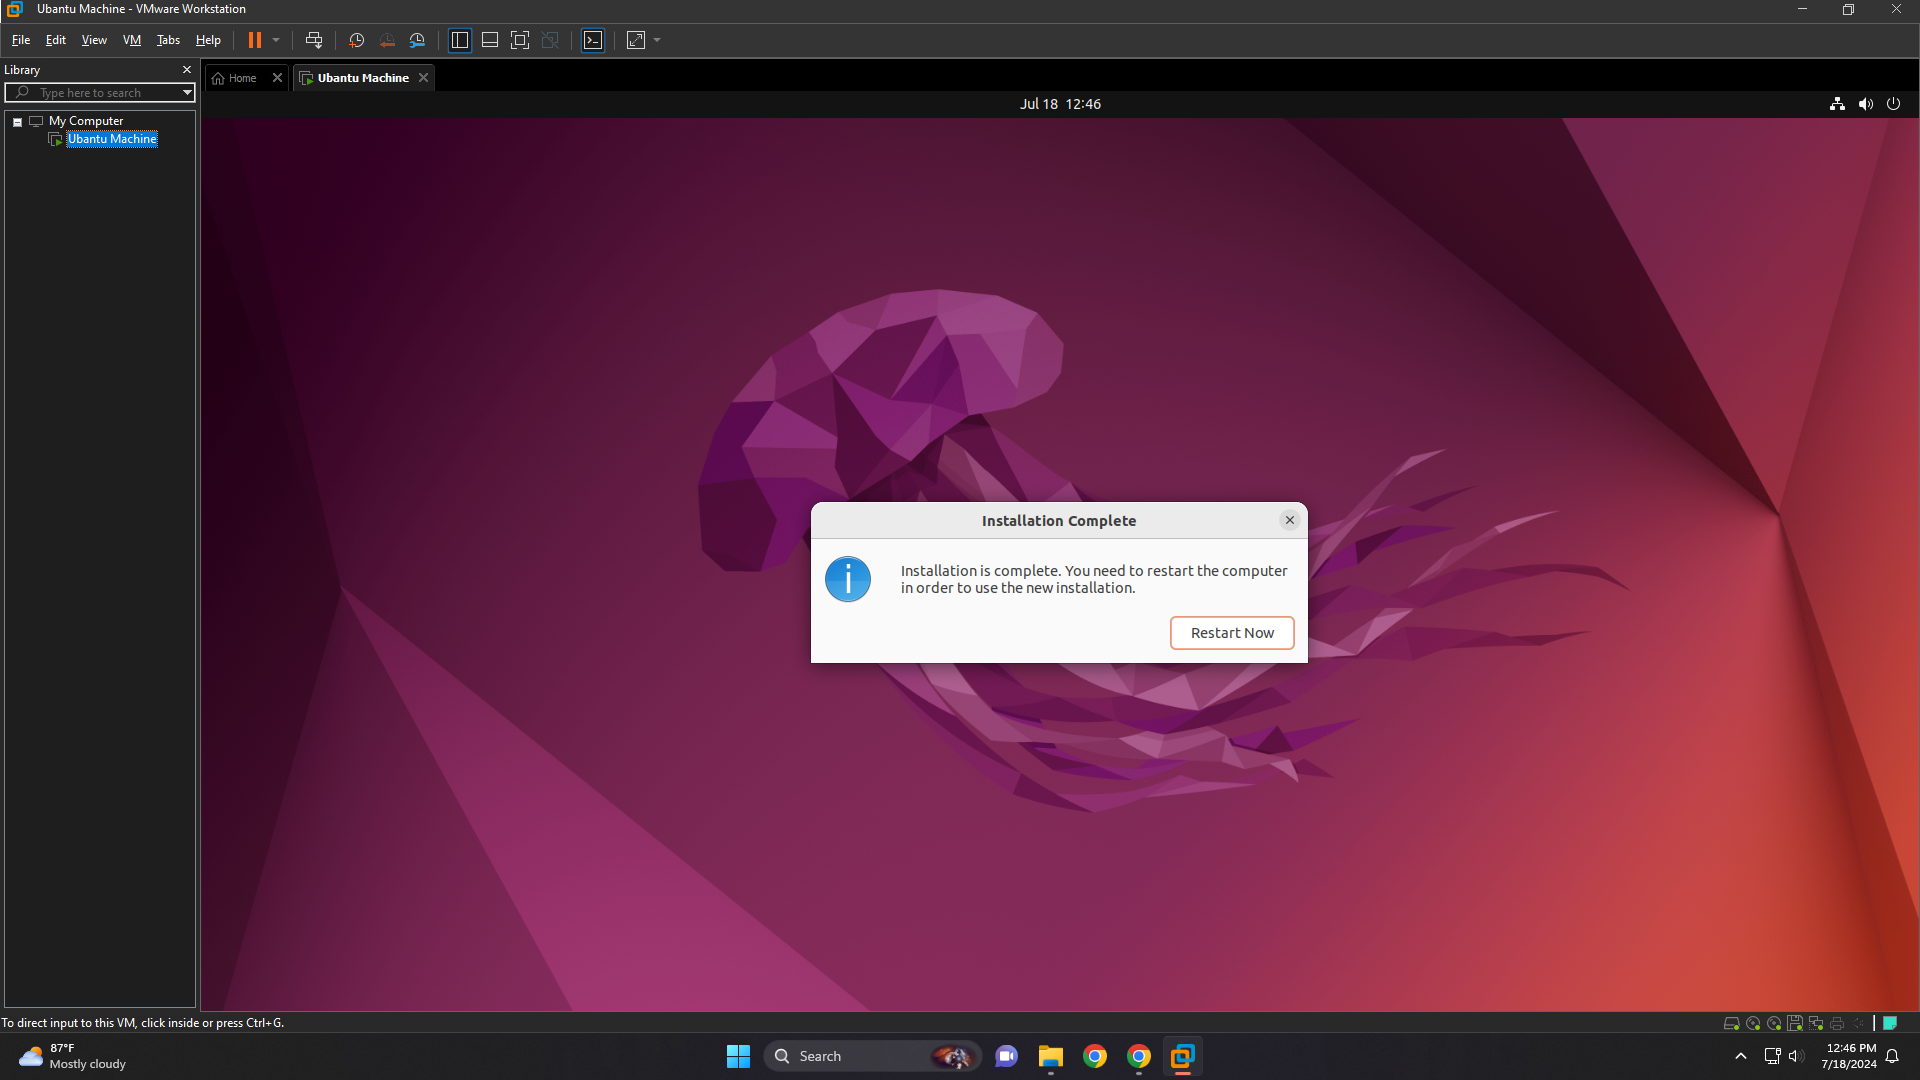 Ubantu Machine - VMware Workstation
File Edit View VM Tabs Help
Library
Type here to search
My Computer
Ubantu Machine
Home
Ubantu Machine
Jul 18 12:46
Installation Complete
Installation is complete. You need to restart the computer
in order to use the new installation.
Restart Now
To direct input to this VM, click inside or press Ctrl+G.
87°F
Mostly cloudy
Search
12:46 PM
7/18/2024